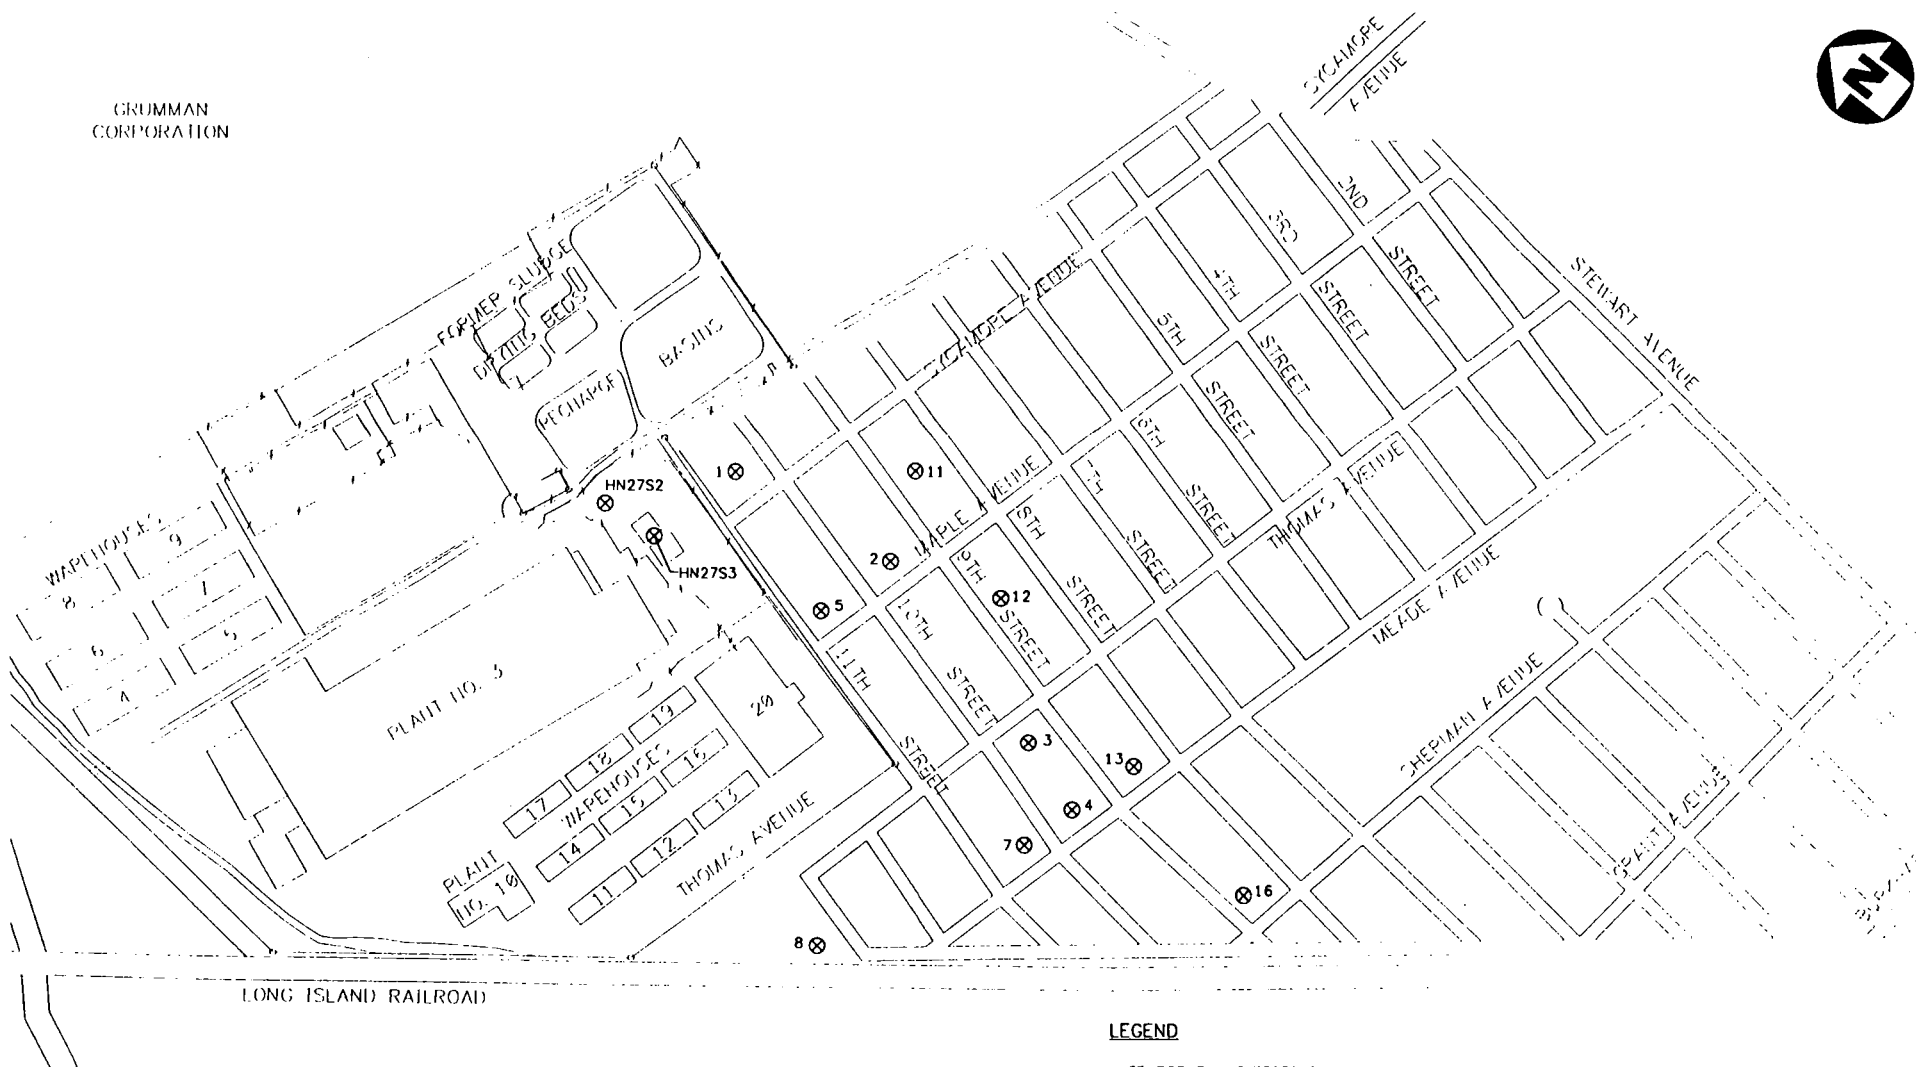 GRUMMAN
CORPORATION
SYCAMORE
AVENUE
N
FORMER SLUDGE
DRYING BEDS
RECHARGE
BASINS
WAREHOUSES
9
8
7
6
5
4
HN27S2
HN27S3
PLANT NO. 3
1
11
2
5
12
3
13
4
7
16
8
SYCAMORE AVENUE
MAPLE AVENUE
THOMAS AVENUE
MEADE AVENUE
SHERMAN AVENUE
GRANT AVENUE
STEWART AVENUE
2ND
STREET
3RD
STREET
4TH
STREET
5TH
STREET
6TH
STREET
7TH
STREET
8TH
STREET
9TH
STREET
10TH
STREET
11TH
STREET
20
19
18
17
WAREHOUSES
16
15
14
13
12
11
PLANT
NO. 10
THOMAS AVENUE
LONG ISLAND RAILROAD
LEGEND